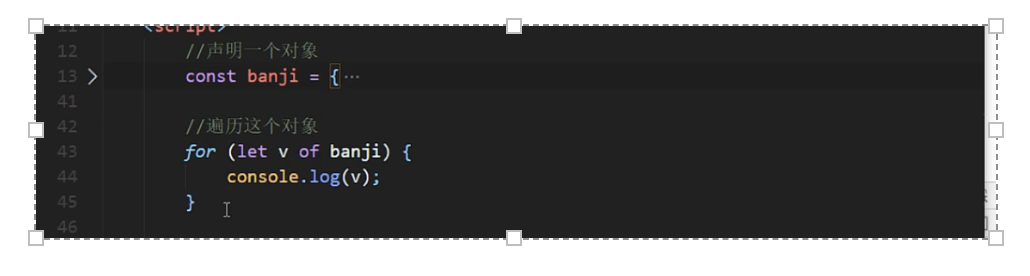 11 <script>
12 //声明一个对象
13 const banji = {…
41
42 //遍历这个对象
43 for (let v of banji) {
44 console.log(v);
45 }
46